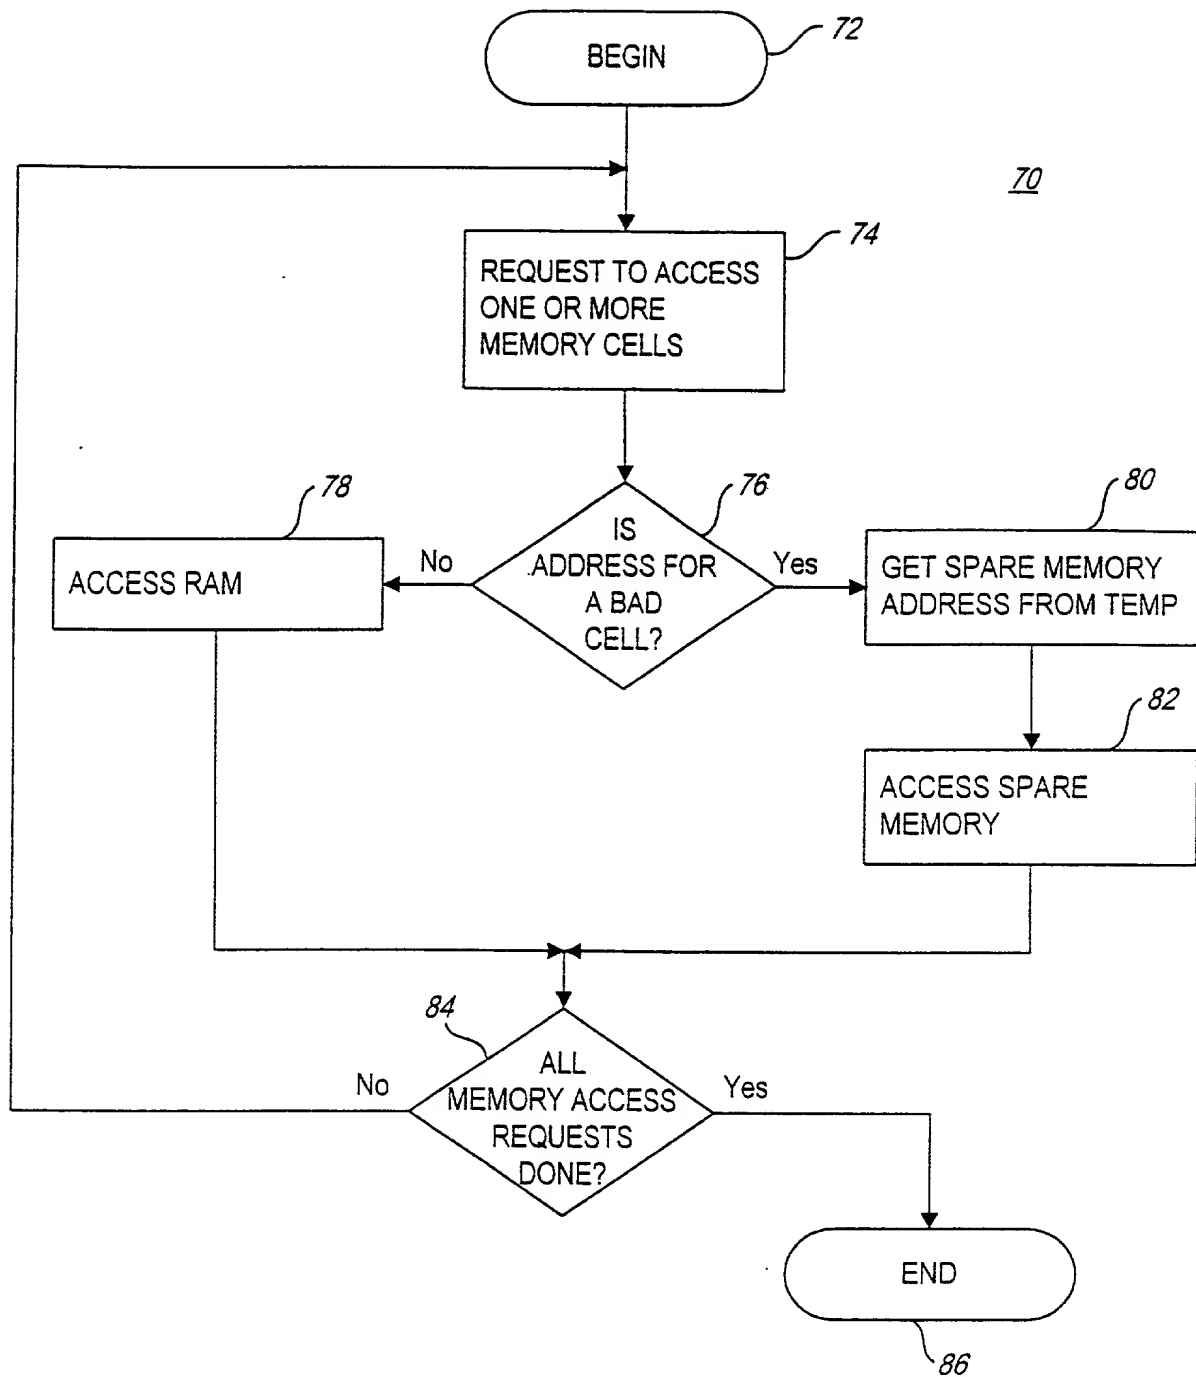 BEGIN
72
70
REQUEST TO ACCESS
ONE OR MORE
MEMORY CELLS
74
IS
ADDRESS FOR
A BAD
CELL?
76
No
Yes
ACCESS RAM
78
GET SPARE MEMORY
ADDRESS FROM TEMP
80
ACCESS SPARE
MEMORY
82
ALL
MEMORY ACCESS
REQUESTS
DONE?
84
No
Yes
END
86